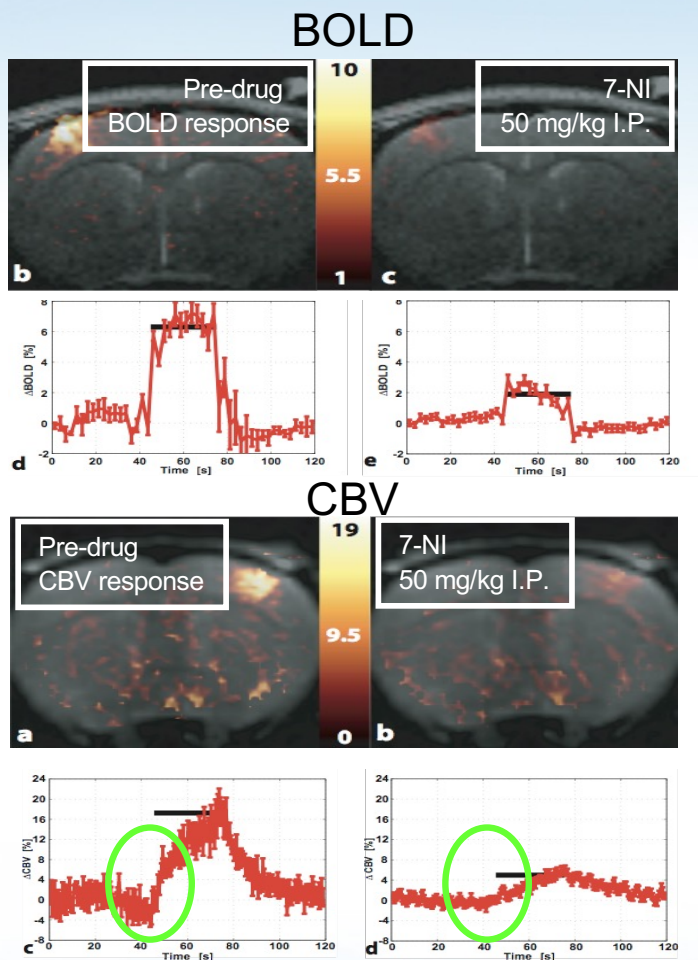 BOLD
Pre-drug
BOLD response
10
5.5
1
7-NI
50 mg/kg I.P.
b
c
ΔBOLD [%]
8
6
4
2
0
-2
0 20 40 60 80 100 120
Time [s]
d
ΔBOLD [%]
8
6
4
2
0
-2
0 20 40 60 80 100 120
Time [s]
e
CBV
Pre-drug
CBV response
19
9.5
0
7-NI
50 mg/kg I.P.
a
b
ΔCBV [%]
24
20
16
12
8
4
0
-4
-8
0 20 40 60 80 100 120
Time [s]
c
ΔCBV [%]
24
20
16
12
8
4
0
-4
-8
0 20 40 60 80 100 120
Time [s]
d